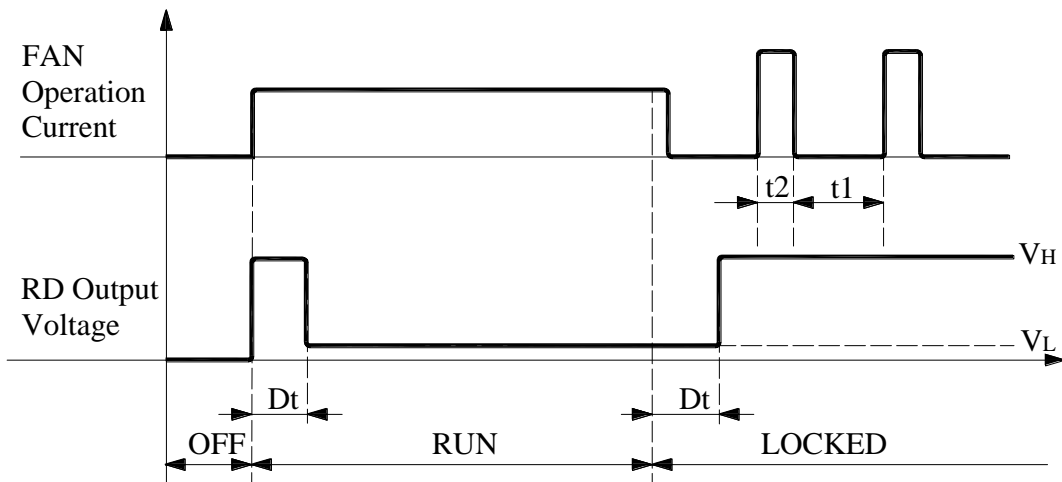 FAN
Operation
Current
t2
t1
VH
RD Output
Voltage
VL
Dt
Dt
OFF
RUN
LOCKED